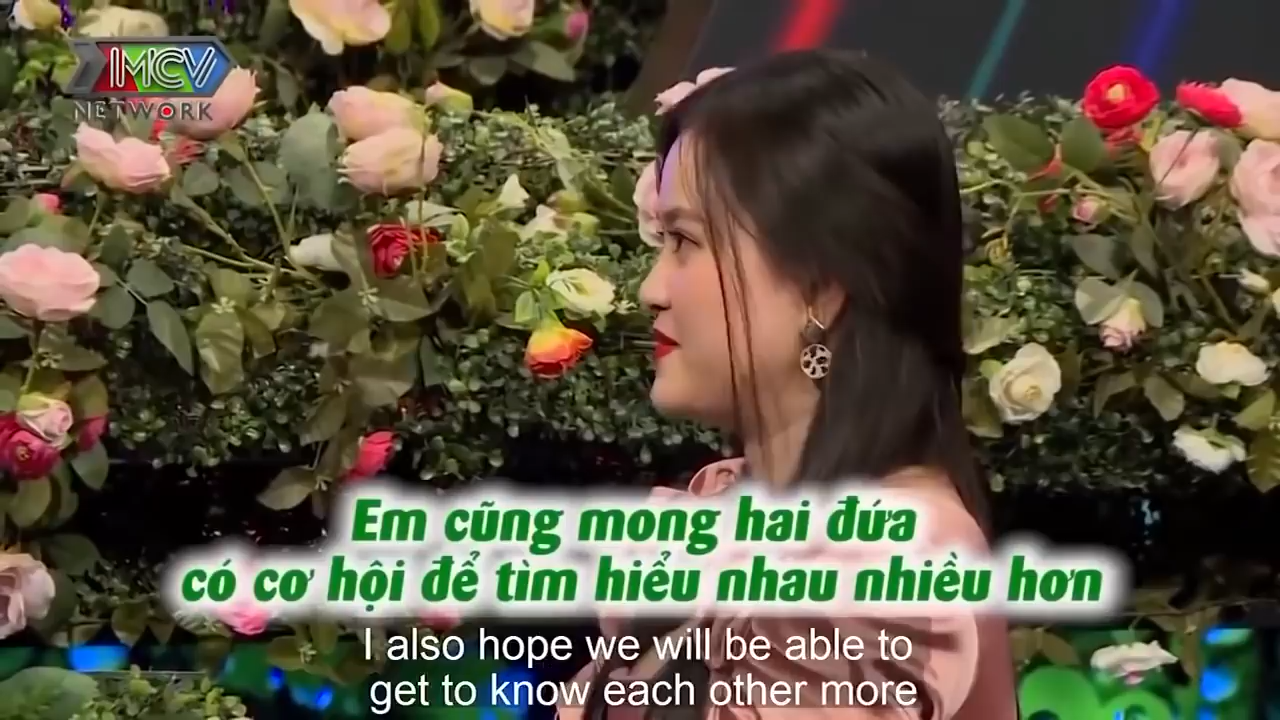 MCV
NETWORK
Em cũng mong hai đứa
có cơ hội để tìm hiểu nhau nhiều hơn
I also hope we will be able to
get to know each other more